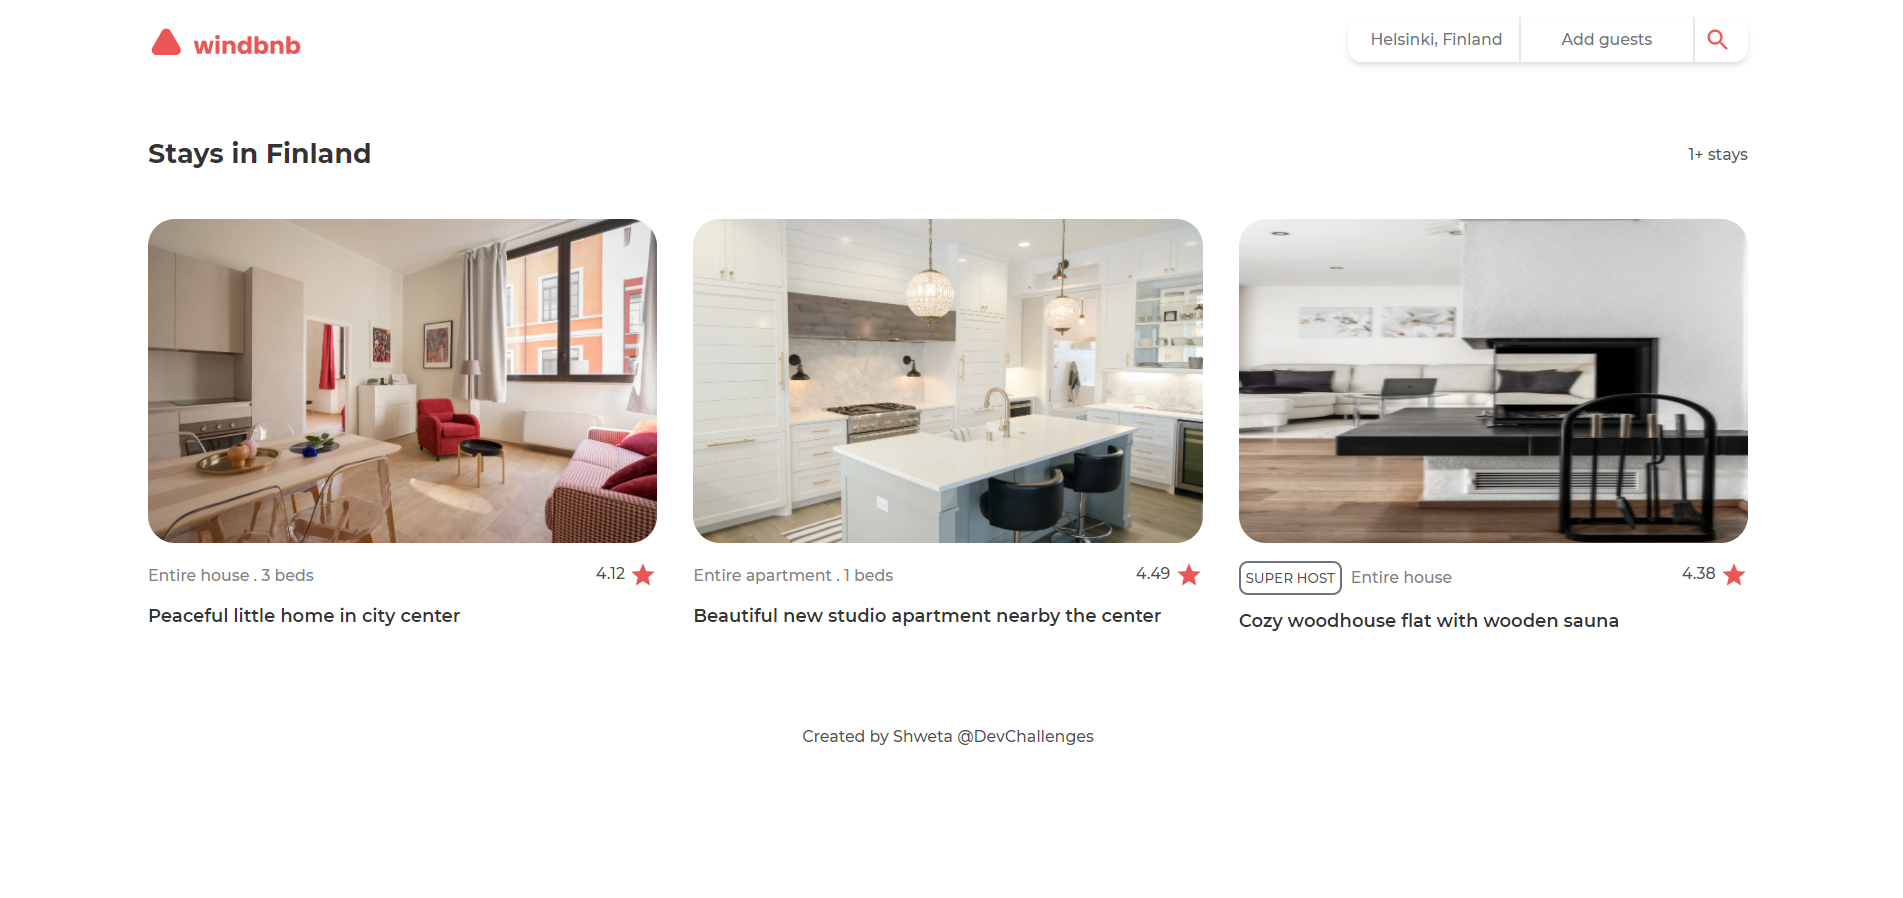 windbnb
Helsinki, Finland
Add guests
Stays in Finland
1+ stays
Entire house . 3 beds
4.12
Peaceful little home in city center
Entire apartment . 1 beds
4.49
Beautiful new studio apartment nearby the center
SUPER HOST
Entire house
4.38
Cozy woodhouse flat with wooden sauna
Created by Shweta @DevChallenges